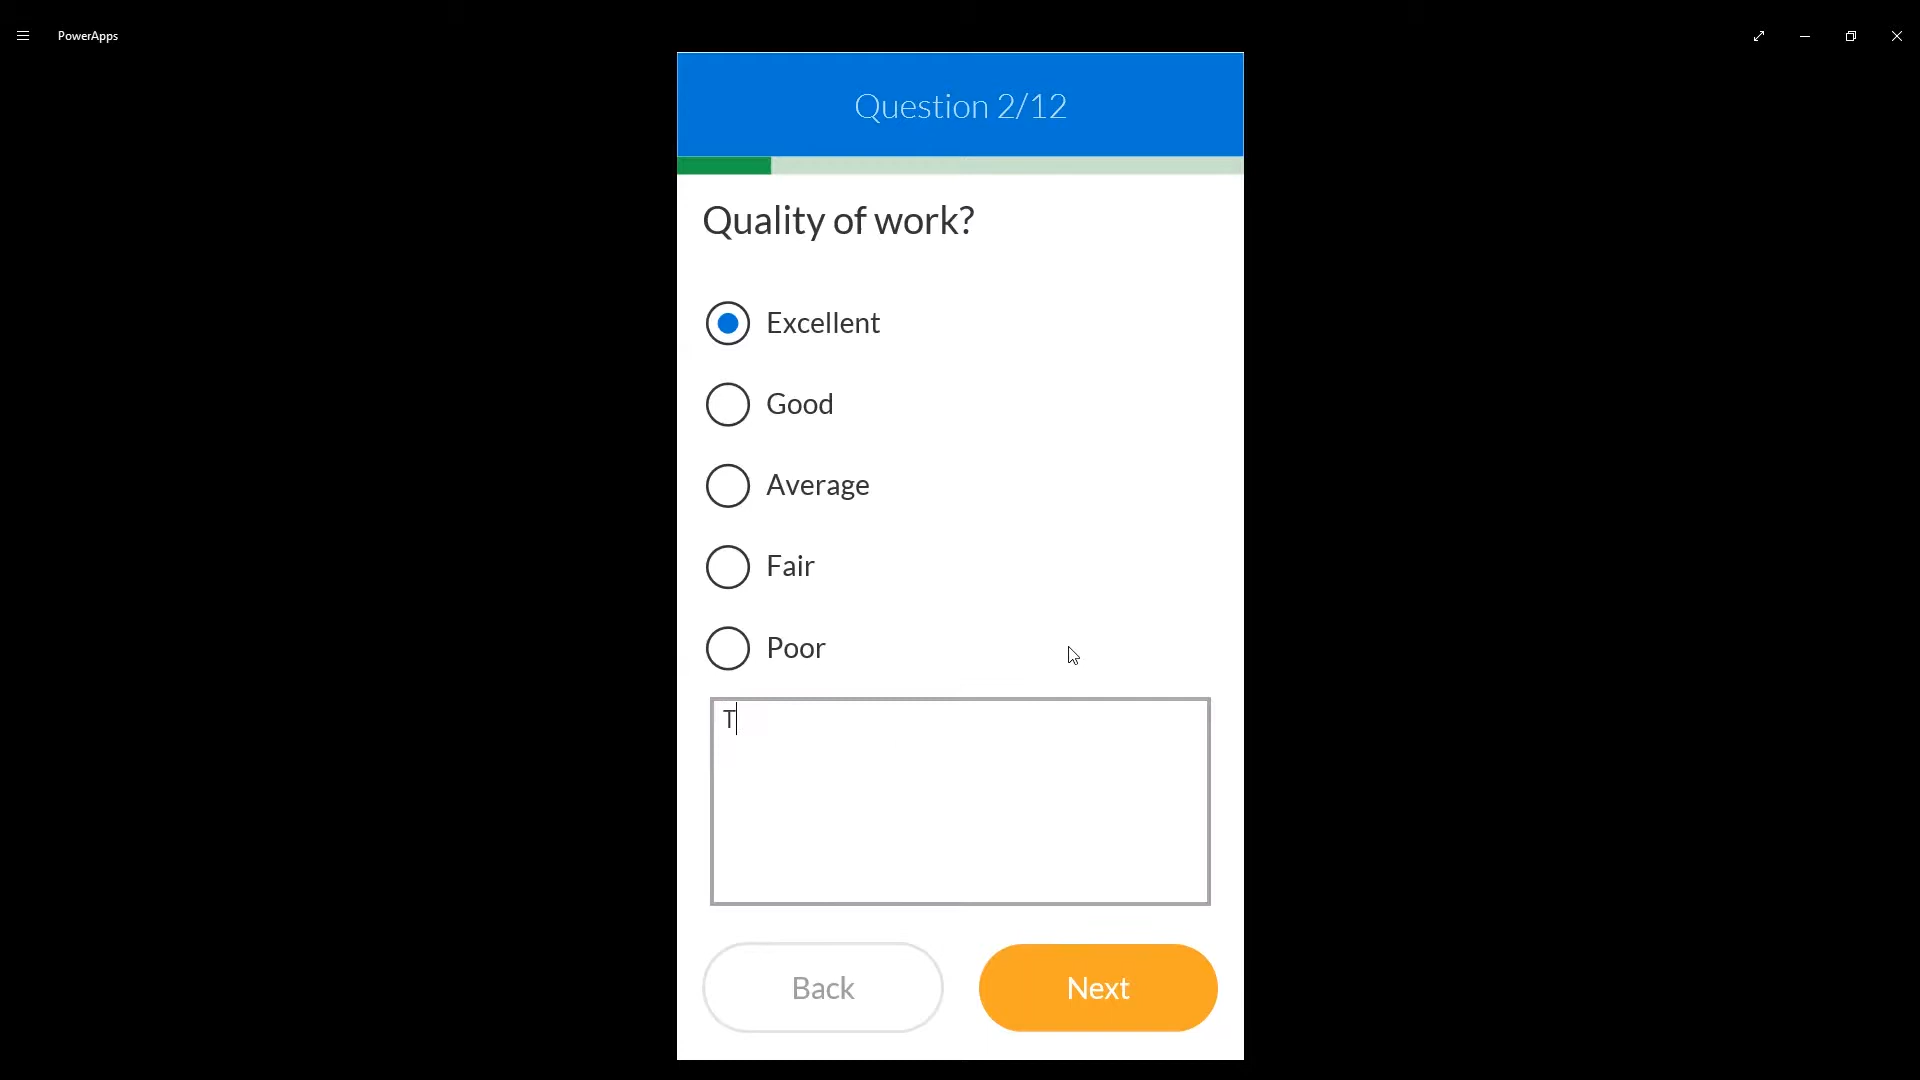 PowerApps
Question 2/12
Quality of work?
Excellent
Good
Average
Fair
Poor
T
Back
Next